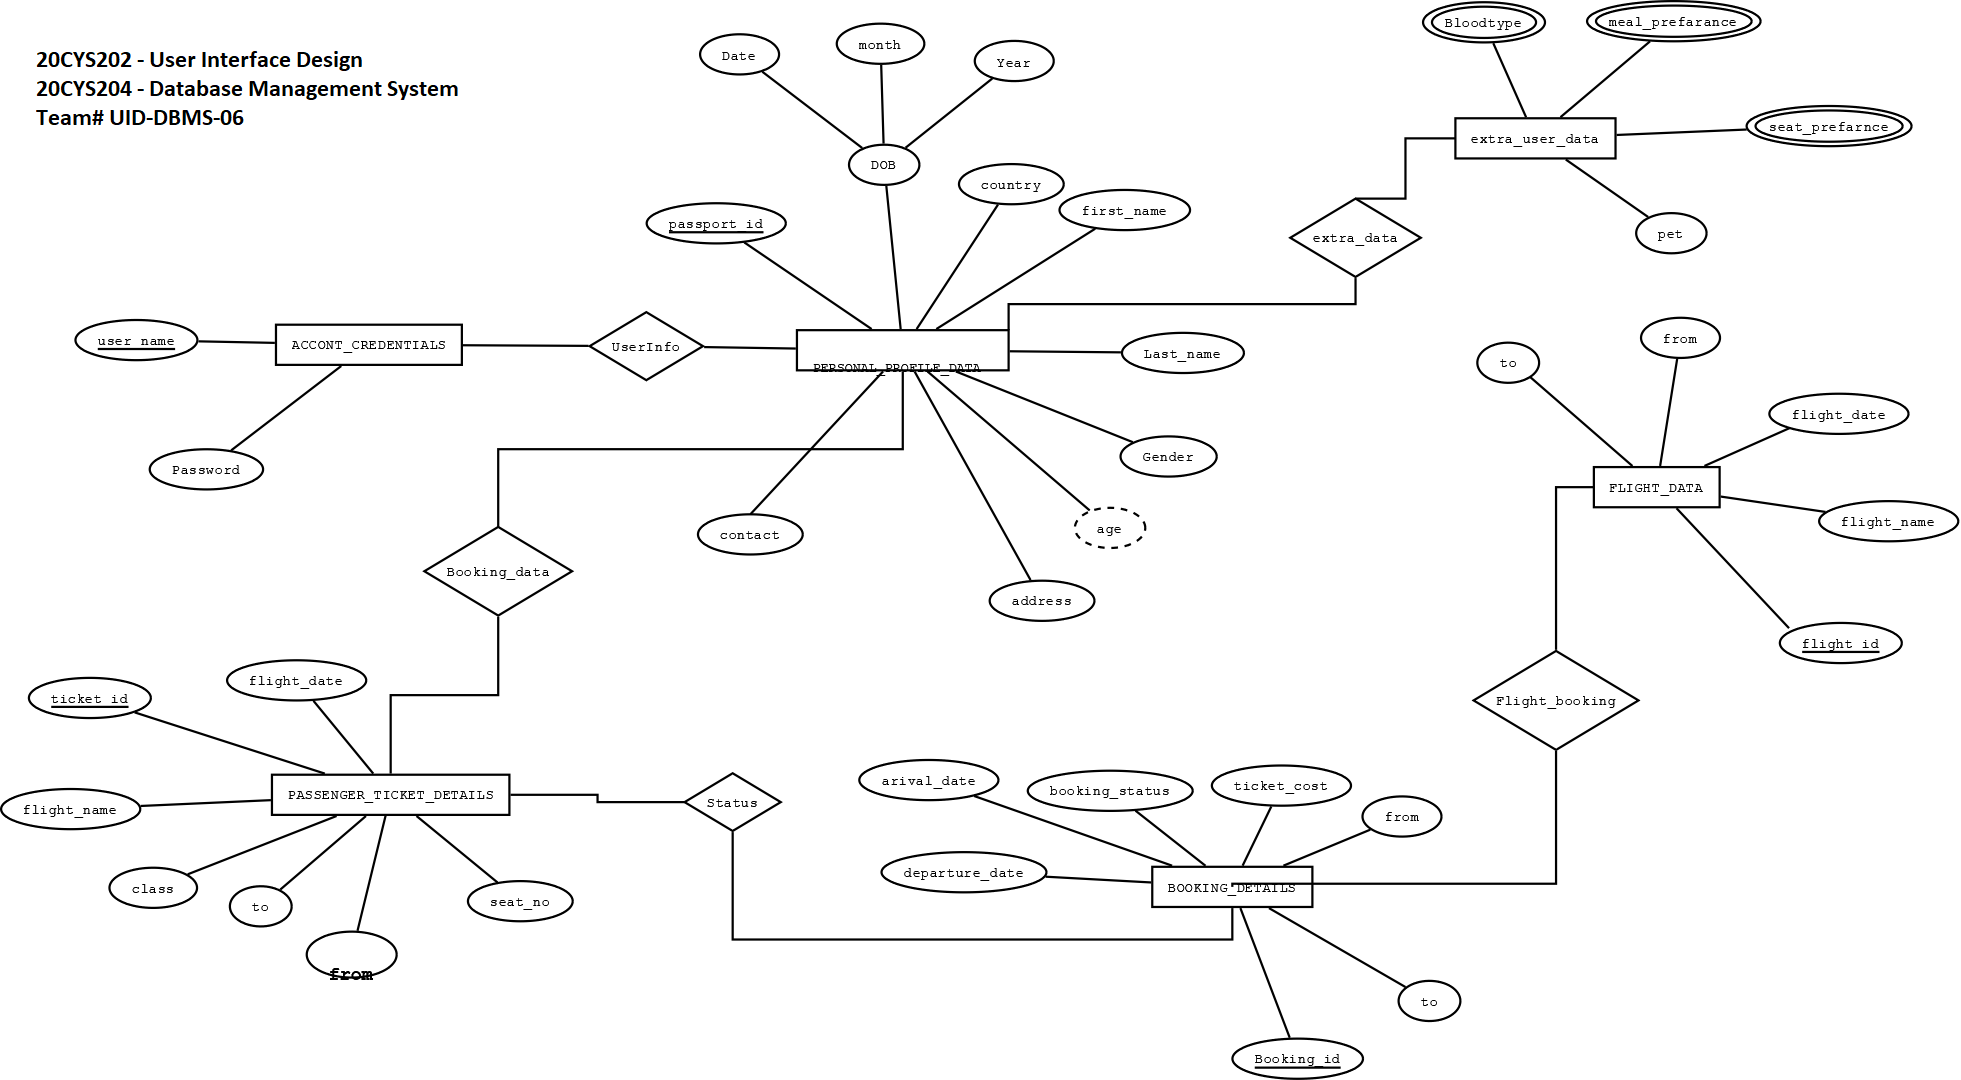 20CYS202 - User Interface Design
20CYS204 - Database Management System
Team# UID-DBMS-06
Date
month
Year
DOB
passport_id
country
first_name
Bloodtype
meal_prefarance
seat_prefarnce
extra_user_data
pet
extra_data
user_name
ACCONT_CREDENTIALS
UserInfo
PERSONAL_PROFILE_DATA
Last_name
Password
Gender
contact
age
address
to
from
flight_date
FLIGHT_DATA
flight_name
flight_id
Booking_data
Flight_booking
ticket_id
flight_date
PASSENGER_TICKET_DETAILS
flight_name
class
to
from
seat_no
Status
arival_date
booking_status
ticket_cost
from
departure_date
BOOKING_DETAILS
to
Booking_id